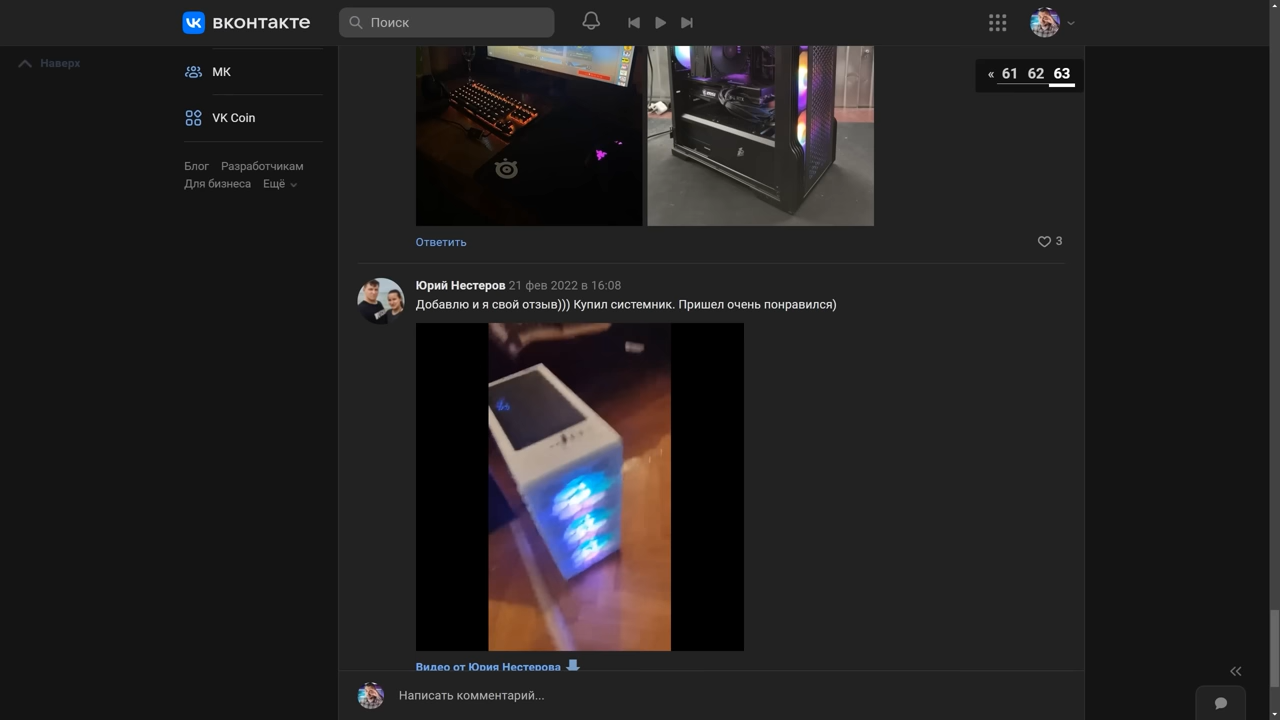 вконтакте
Поиск
Наверх
МК
VK Coin
Блог Разработчикам
Для бизнеса Ещё
« 61 62 63
Ответить
3
Юрий Нестеров 21 фев 2022 в 16:08
Добавлю и я свой отзыв))) Купил системник. Пришел очень понравился)
Видео от Юрия Нестерова
Написать комментарий...